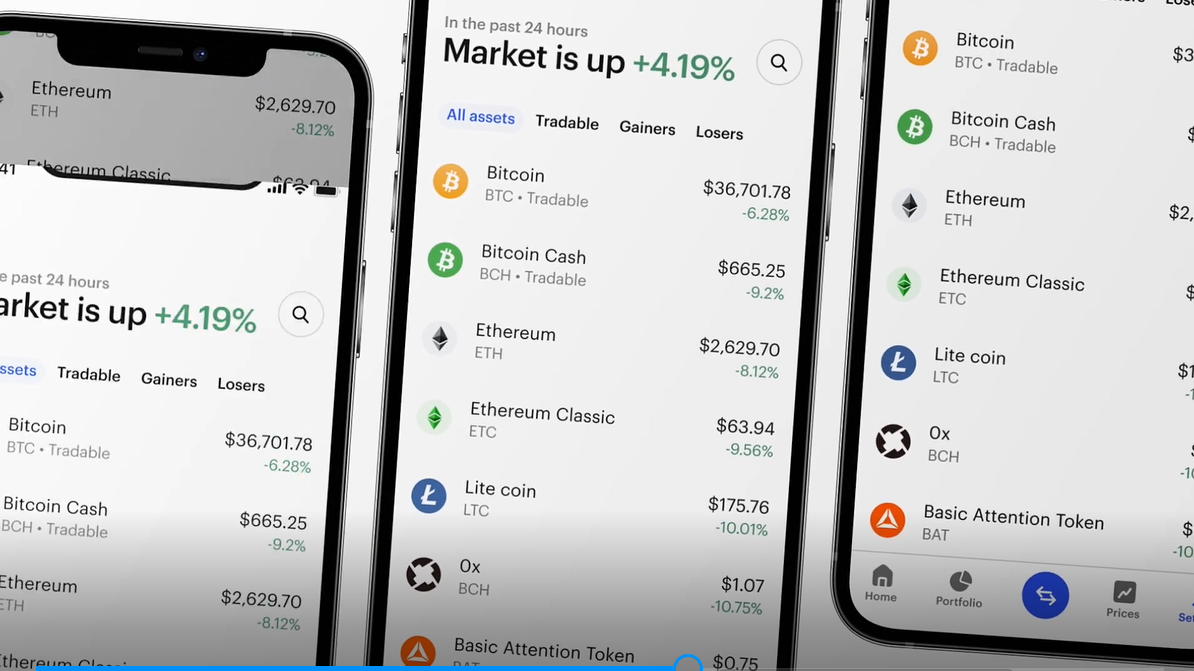 Ethereum
ETH
$2,629.70
-8.12%
Ethereum Classic
$63.94
41
e past 24 hours
arket is up +4.19%
ssets
Tradable
Gainers
Losers
Bitcoin
BTC • Tradable
$36,701.78
-6.28%
Bitcoin Cash
BCH • Tradable
$665.25
-9.2%
Ethereum
ETH
$2,629.70
-8.12%
In the past 24 hours
Market is up +4.19%
All assets
Tradable
Gainers
Losers
Bitcoin
BTC • Tradable
$36,701.78
-6.28%
Bitcoin Cash
BCH • Tradable
$665.25
-9.2%
Ethereum
ETH
$2,629.70
-8.12%
Ethereum Classic
ETC
$63.94
-9.56%
Lite coin
LTC
$175.76
-10.01%
0x
BCH
$1.07
-10.75%
Basic Attention Token
BAT
$0.75
Bitcoin
BTC • Tradable
$3
Bitcoin Cash
BCH • Tradable
$
Ethereum
ETH
$2,
Ethereum Classic
ETC
$
Lite coin
LTC
$1
0x
BCH
$
Basic Attention Token
BAT
$
-10
Home
Portfolio
Prices